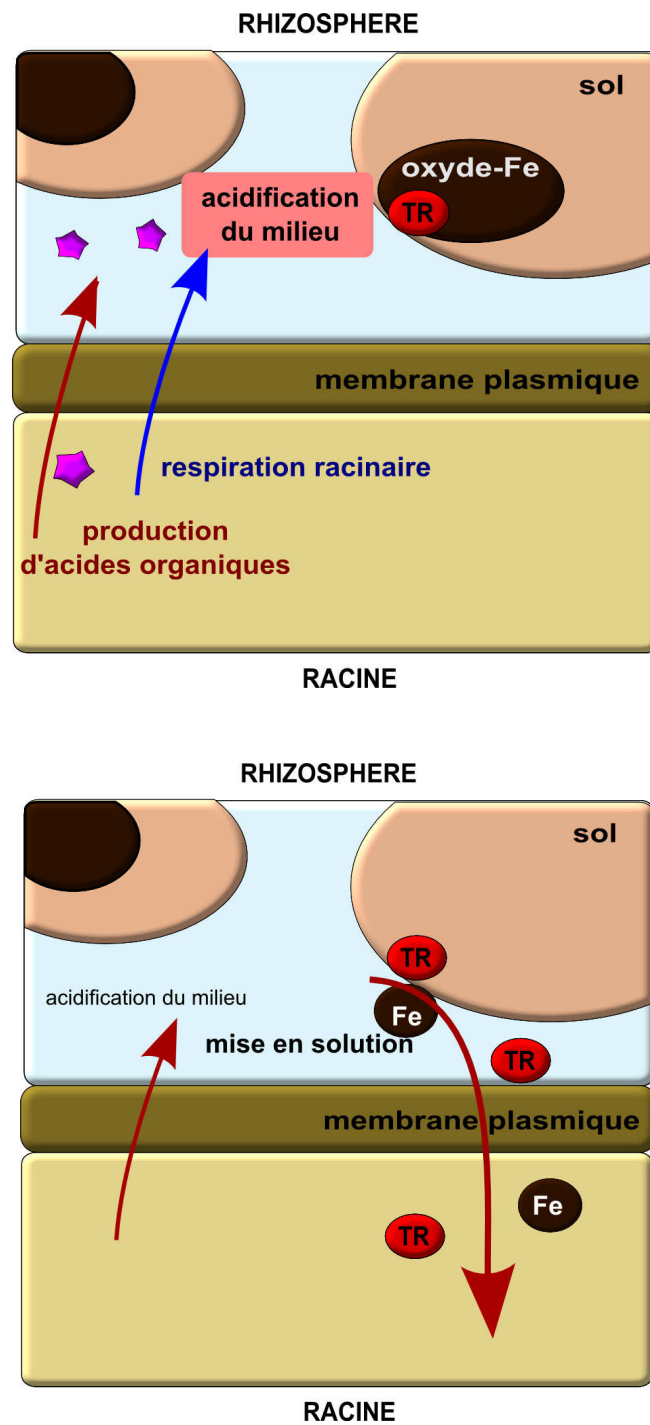 RHIZOSPHERE
sol
oxyde-Fe
TR
acidification
du milieu
membrane plasmique
respiration racinaire
production
d'acides organiques
RACINE
RHIZOSPHERE
sol
TR
acidification du milieu
Fe
mise en solution
TR
membrane plasmique
Fe
TR
RACINE